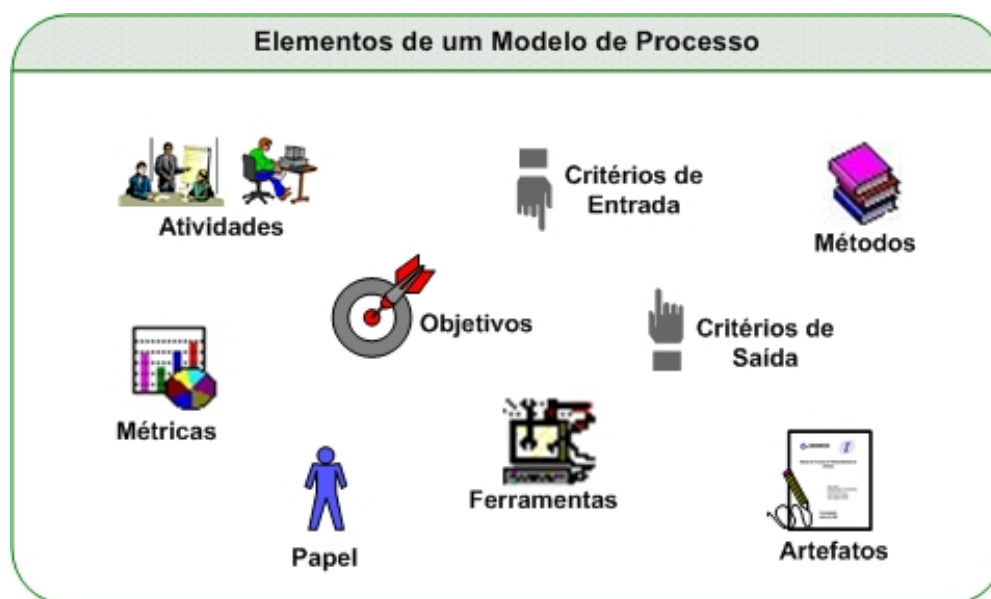 Elementos de um Modelo de Processo
Atividades
Critérios de
Entrada
Métodos
Objetivos
Critérios de
Saída
Métricas
Ferramentas
Papel
Artefatos